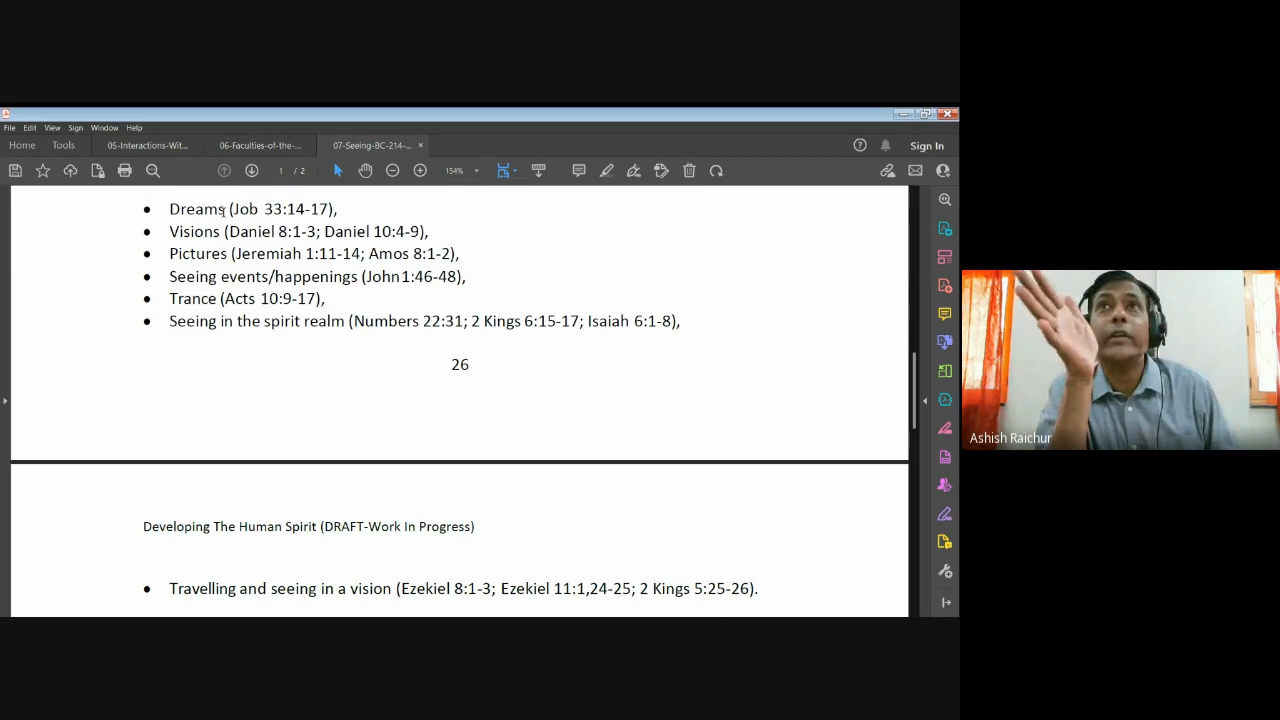 File Edit View Sign Window Help
Home Tools 05-Interactions-Wit... 06-Faculties-of-the-... 07-Seeing-BC-214-... × Sign In
1 / 2 154%
• Dreams (Job 33:14-17),
• Visions (Daniel 8:1-3; Daniel 10:4-9),
• Pictures (Jeremiah 1:11-14; Amos 8:1-2),
• Seeing events/happenings (John 1:46-48),
• Trance (Acts 10:9-17),
• Seeing in the spirit realm (Numbers 22:31; 2 Kings 6:15-17; Isaiah 6:1-8),
26
Developing The Human Spirit (DRAFT-Work In Progress)
• Travelling and seeing in a vision (Ezekiel 8:1-3; Ezekiel 11:1,24-25; 2 Kings 5:25-26).
Ashish Raichur